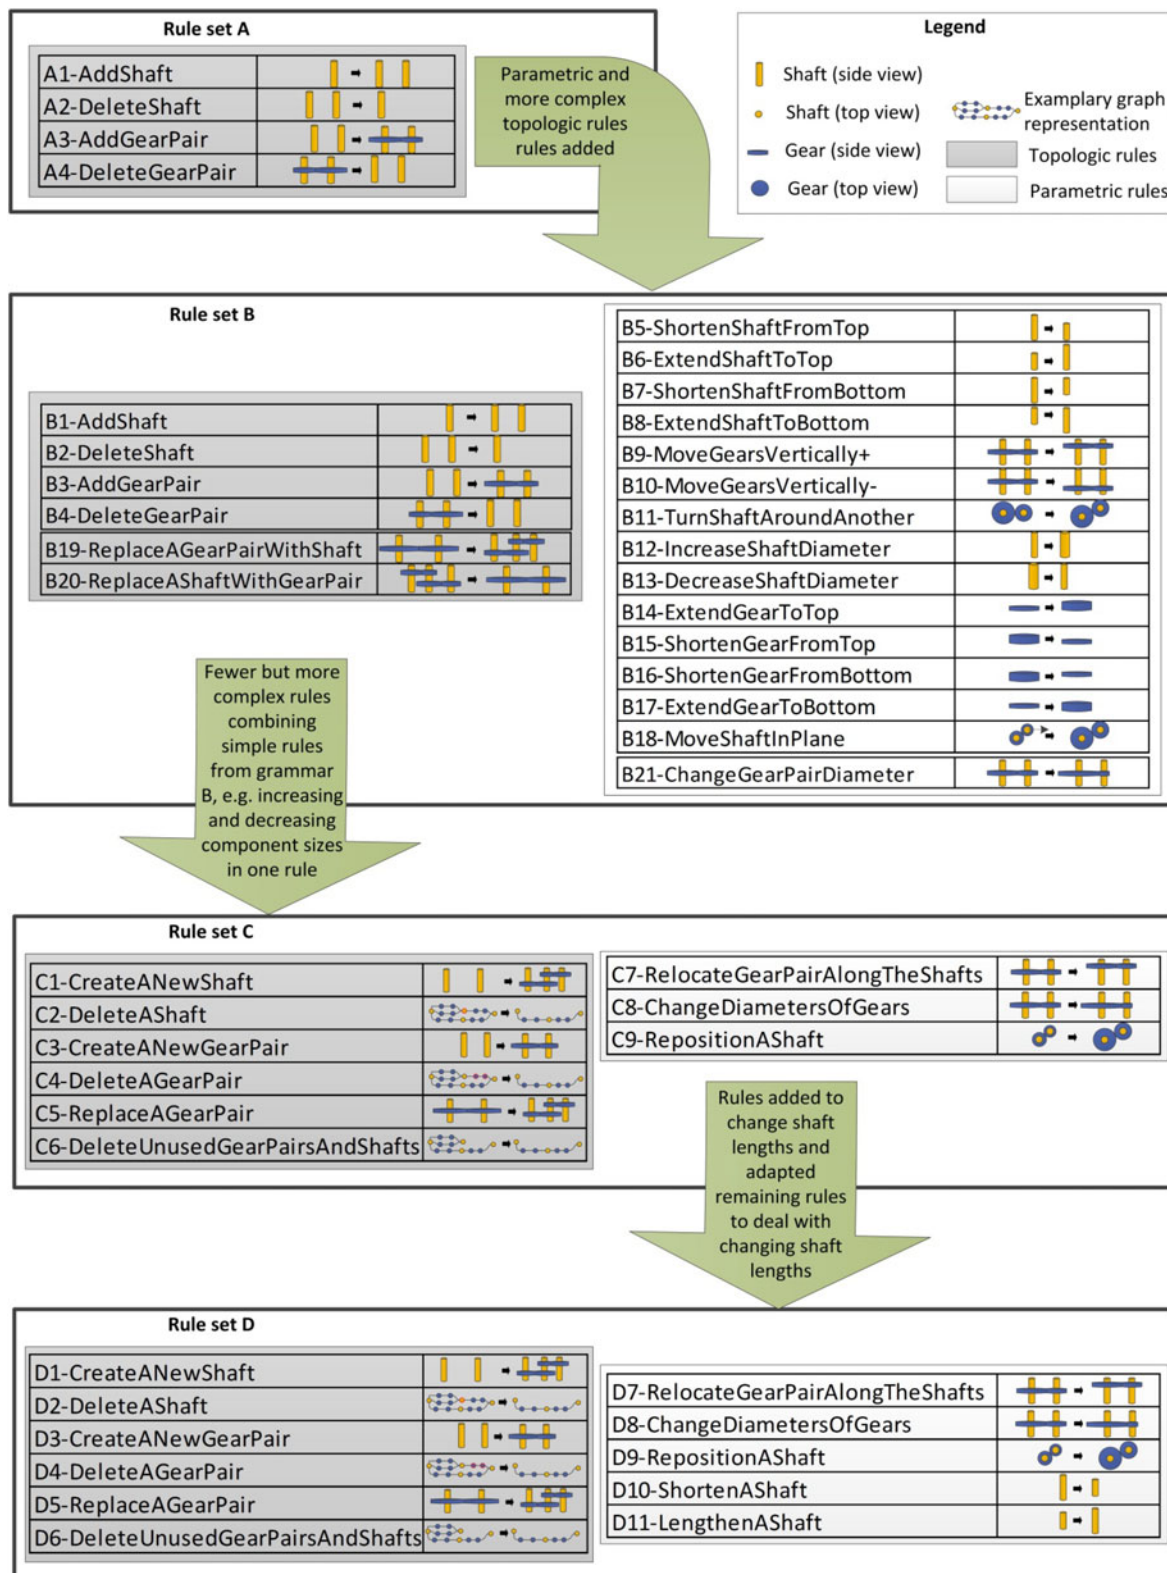 Rule set A
A1-AddShaft
A2-DeleteShaft
A3-AddGearPair
A4-DeleteGearPair
Parametric and
more complex
topologic rules
rules added
Legend
Shaft (side view)
Shaft (top view)
Gear (side view)
Gear (top view)
Examplary graph
representation
Topologic rules
Parametric rules
Rule set B
B1-AddShaft
B2-DeleteShaft
B3-AddGearPair
B4-DeleteGearPair
B19-ReplaceAGearPairWithShaft
B20-ReplaceAShaftWithGearPair
B5-ShortenShaftFromTop
B6-ExtendShaftToTop
B7-ShortenShaftFromBottom
B8-ExtendShaftToBottom
B9-MoveGearsVertically+
B10-MoveGearsVertically-
B11-TurnShaftAroundAnother
B12-IncreaseShaftDiameter
B13-DecreaseShaftDiameter
B14-ExtendGearToTop
B15-ShortenGearFromTop
B16-ShortenGearFromBottom
B17-ExtendGearToBottom
B18-MoveShaftInPlane
B21-ChangeGearPairDiameter
Fewer but more
complex rules
combining
simple rules
from grammar
B, e.g. increasing
and decreasing
component sizes
in one rule
Rule set C
C1-CreateANewShaft
C2-DeleteAShaft
C3-CreateANewGearPair
C4-DeleteAGearPair
C5-ReplaceAGearPair
C6-DeleteUnusedGearPairsAndShafts
C7-RelocateGearPairAlongTheShafts
C8-ChangeDiametersOfGears
C9-RepositionAShaft
Rules added to
change shaft
lengths and
adapted
remaining rules
to deal with
changing shaft
lengths
Rule set D
D1-CreateANewShaft
D2-DeleteAShaft
D3-CreateANewGearPair
D4-DeleteAGearPair
D5-ReplaceAGearPair
D6-DeleteUnusedGearPairsAndShafts
D7-RelocateGearPairAlongTheShafts
D8-ChangeDiametersOfGears
D9-RepositionAShaft
D10-ShortenAShaft
D11-LengthenAShaft